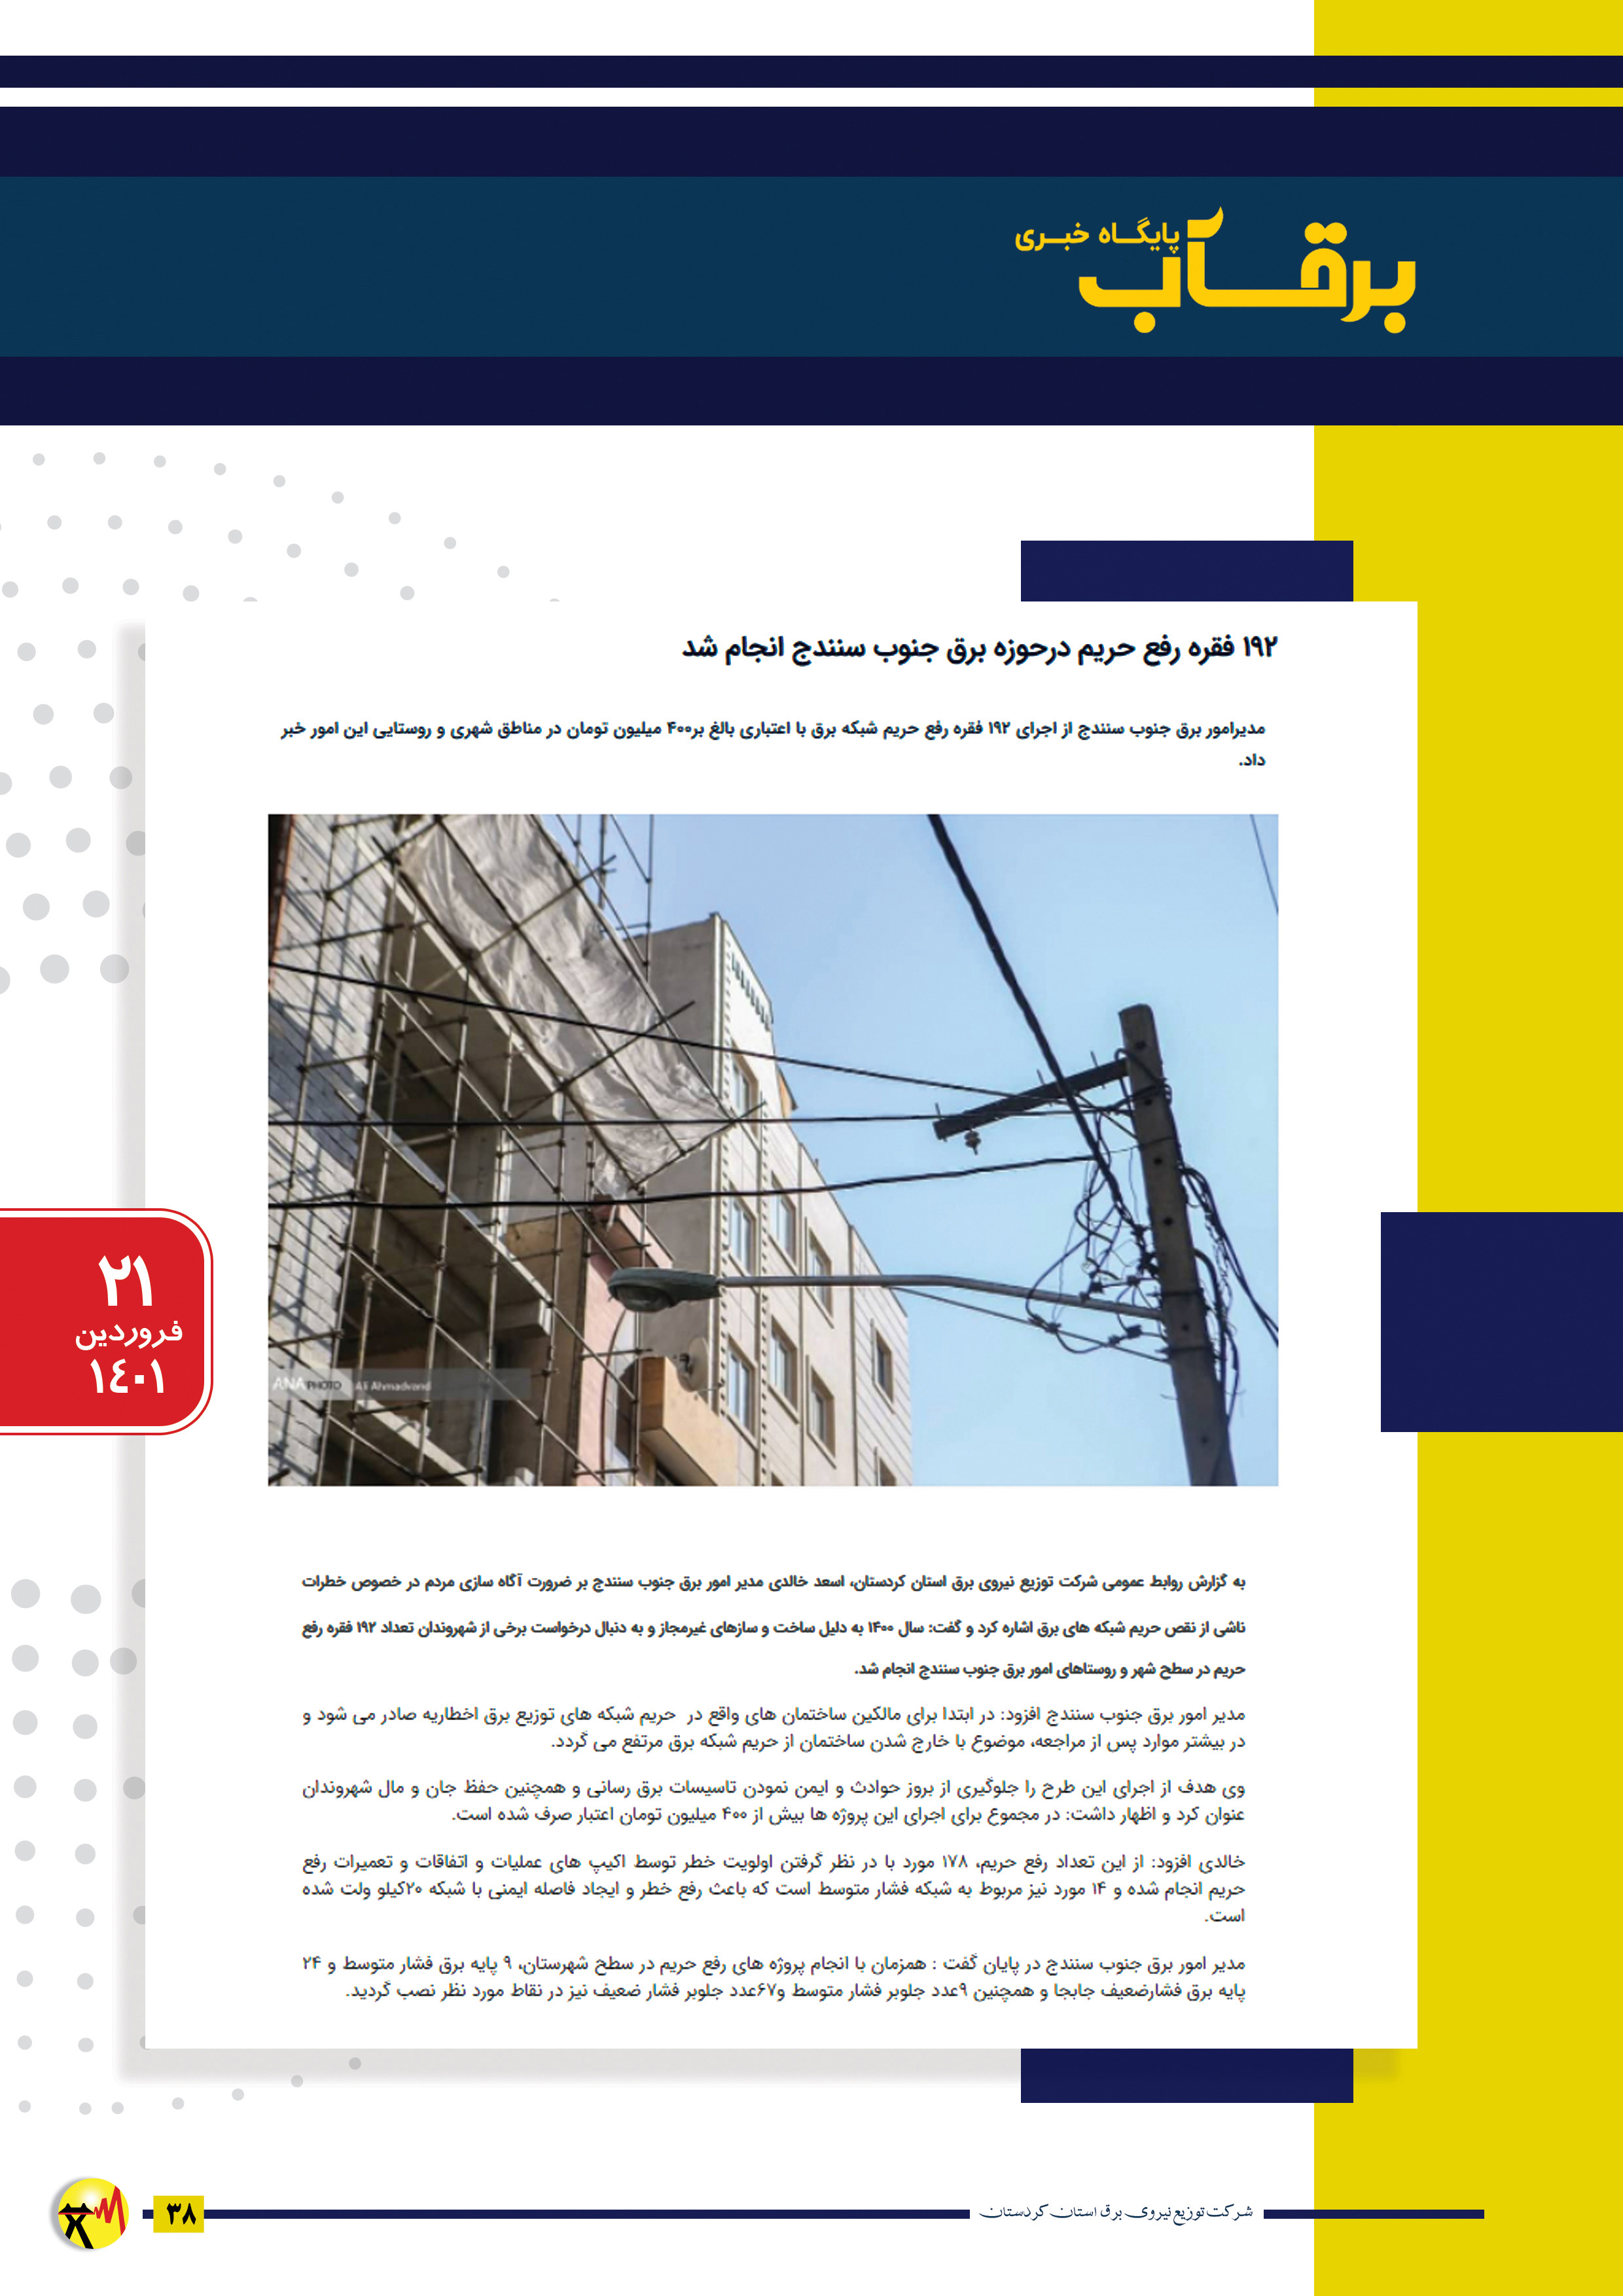 پایگاه خبری
برقآب
۱۹۲ فقره رفع حریم درحوزه برق جنوب سنندج انجام شد
مدیرامور برق جنوب سنندج از اجرای ۱۹۲ فقره رفع حریم شبکه برق با اعتباری بالغ بر۴۰۰ میلیون تومان در مناطق شهری و روستایی این امور خبر
داد.
ANA PHOTO Ali Ahmadvand
۲۱
فروردین
۱٤۰۱
به گزارش روابط عمومی شرکت توزیع نیروی برق استان کردستان، اسعد خالدی مدیر امور برق جنوب سنندج بر ضرورت آگاه سازی مردم در خصوص خطرات
ناشی از نقص حریم شبکه های برق اشاره کرد و گفت: سال ۱۴۰۰ به دلیل ساخت و سازهای غیرمجاز و به دنبال درخواست برخی از شهروندان تعداد ۱۹۲ فقره رفع
حریم در سطح شهر و روستاهای امور برق جنوب سنندج انجام شد.
مدیر امور برق جنوب سنندج افزود: در ابتدا برای مالکین ساختمان های واقع در حریم شبکه های توزیع برق اخطاریه صادر می شود و
در بیشتر موارد پس از مراجعه، موضوع با خارج شدن ساختمان از حریم شبکه برق مرتفع می گردد.
وی هدف از اجرای این طرح را جلوگیری از بروز حوادث و ایمن نمودن تاسیسات برق رسانی و همچنین حفظ جان و مال شهروندان
عنوان کرد و اظهار داشت: در مجموع برای اجرای این پروژه ها بیش از ۴۰۰ میلیون تومان اعتبار صرف شده است.
خالدی افزود: از این تعداد رفع حریم، ۱۷۸ مورد با در نظر گرفتن اولویت خطر توسط اکیپ های عملیات و اتفاقات و تعمیرات رفع
حریم انجام شده و ۱۴ مورد نیز مربوط به شبکه فشار متوسط است که باعث رفع خطر و ایجاد فاصله ایمنی با شبکه ۲۰کیلو ولت شده
است.
مدیر امور برق جنوب سنندج در پایان گفت : همزمان با انجام پروژه های رفع حریم در سطح شهرستان، ۹ پایه برق فشار متوسط و ۲۴
پایه برق فشارضعیف جابجا و همچنین ۹عدد جلوبر فشار متوسط و۶۷عدد جلوبر فشار ضعیف نیز در نقاط مورد نظر نصب گردید.
شرکت توزیع نیروی برق استان کردستان
۳۸